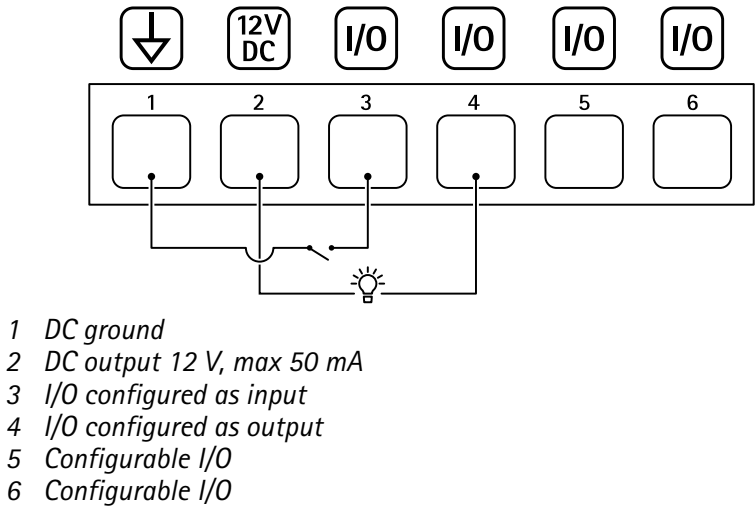 12V DC I/O I/O I/O I/O
1 2 3 4 5 6
1 DC ground
2 DC output 12 V, max 50 mA
3 I/O configured as input
4 I/O configured as output
5 Configurable I/O
6 Configurable I/O